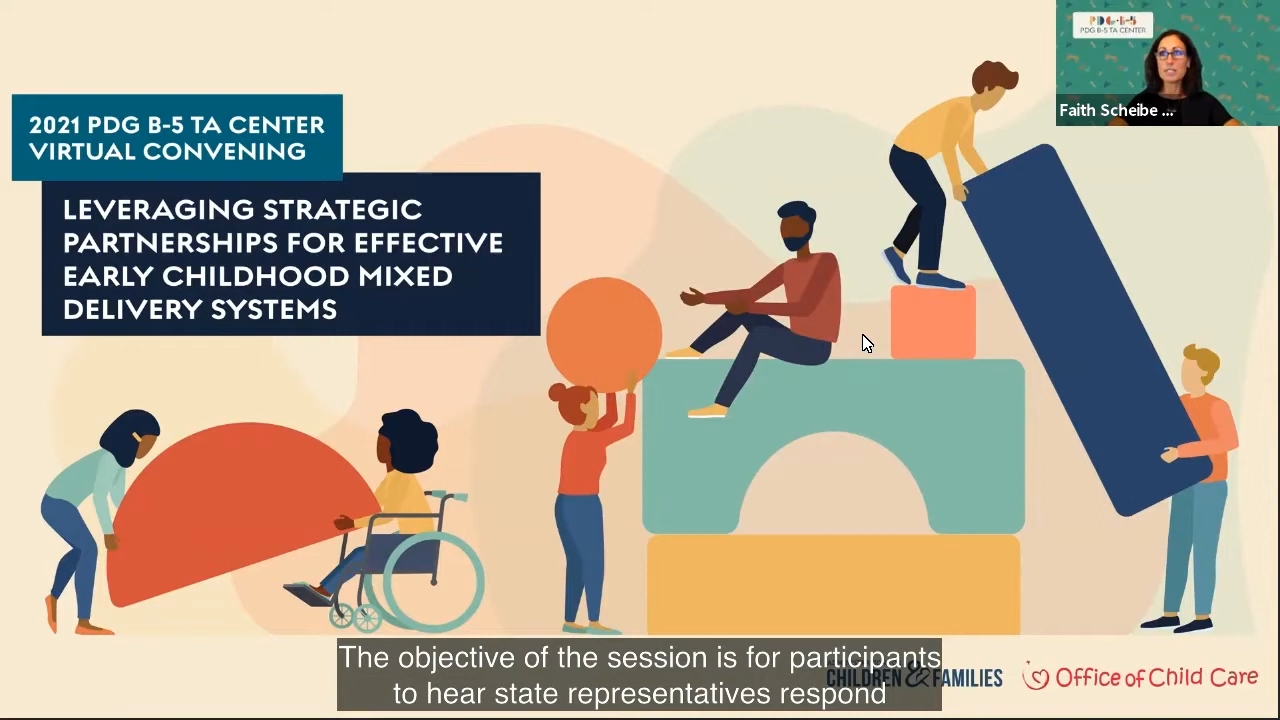 PDG B-5
PDG B-5 TA CENTER
Faith Scheibe ...
2021 PDG B-5 TA CENTER
VIRTUAL CONVENING
LEVERAGING STRATEGIC
PARTNERSHIPS FOR EFFECTIVE
EARLY CHILDHOOD MIXED
DELIVERY SYSTEMS
The objective of the session is for participants
to hear state representatives respond
CHILDREN & FAMILIES
Office of Child Care